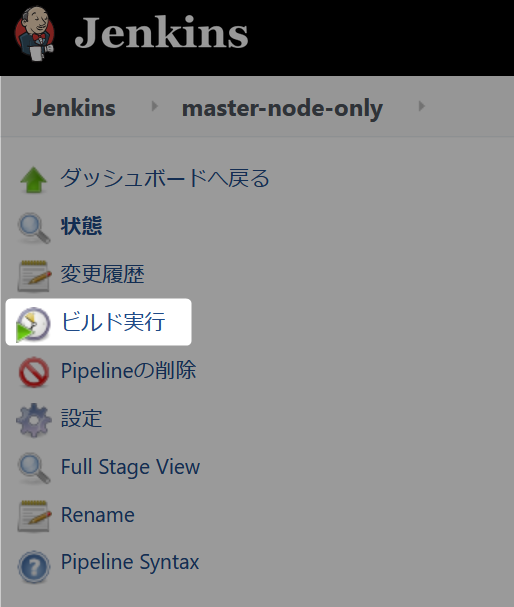 Jenkins
Jenkins master-node-only
ダッシュボードへ戻る
状態
変更履歴
ビルド実行
Pipelineの削除
設定
Full Stage View
Rename
Pipeline Syntax